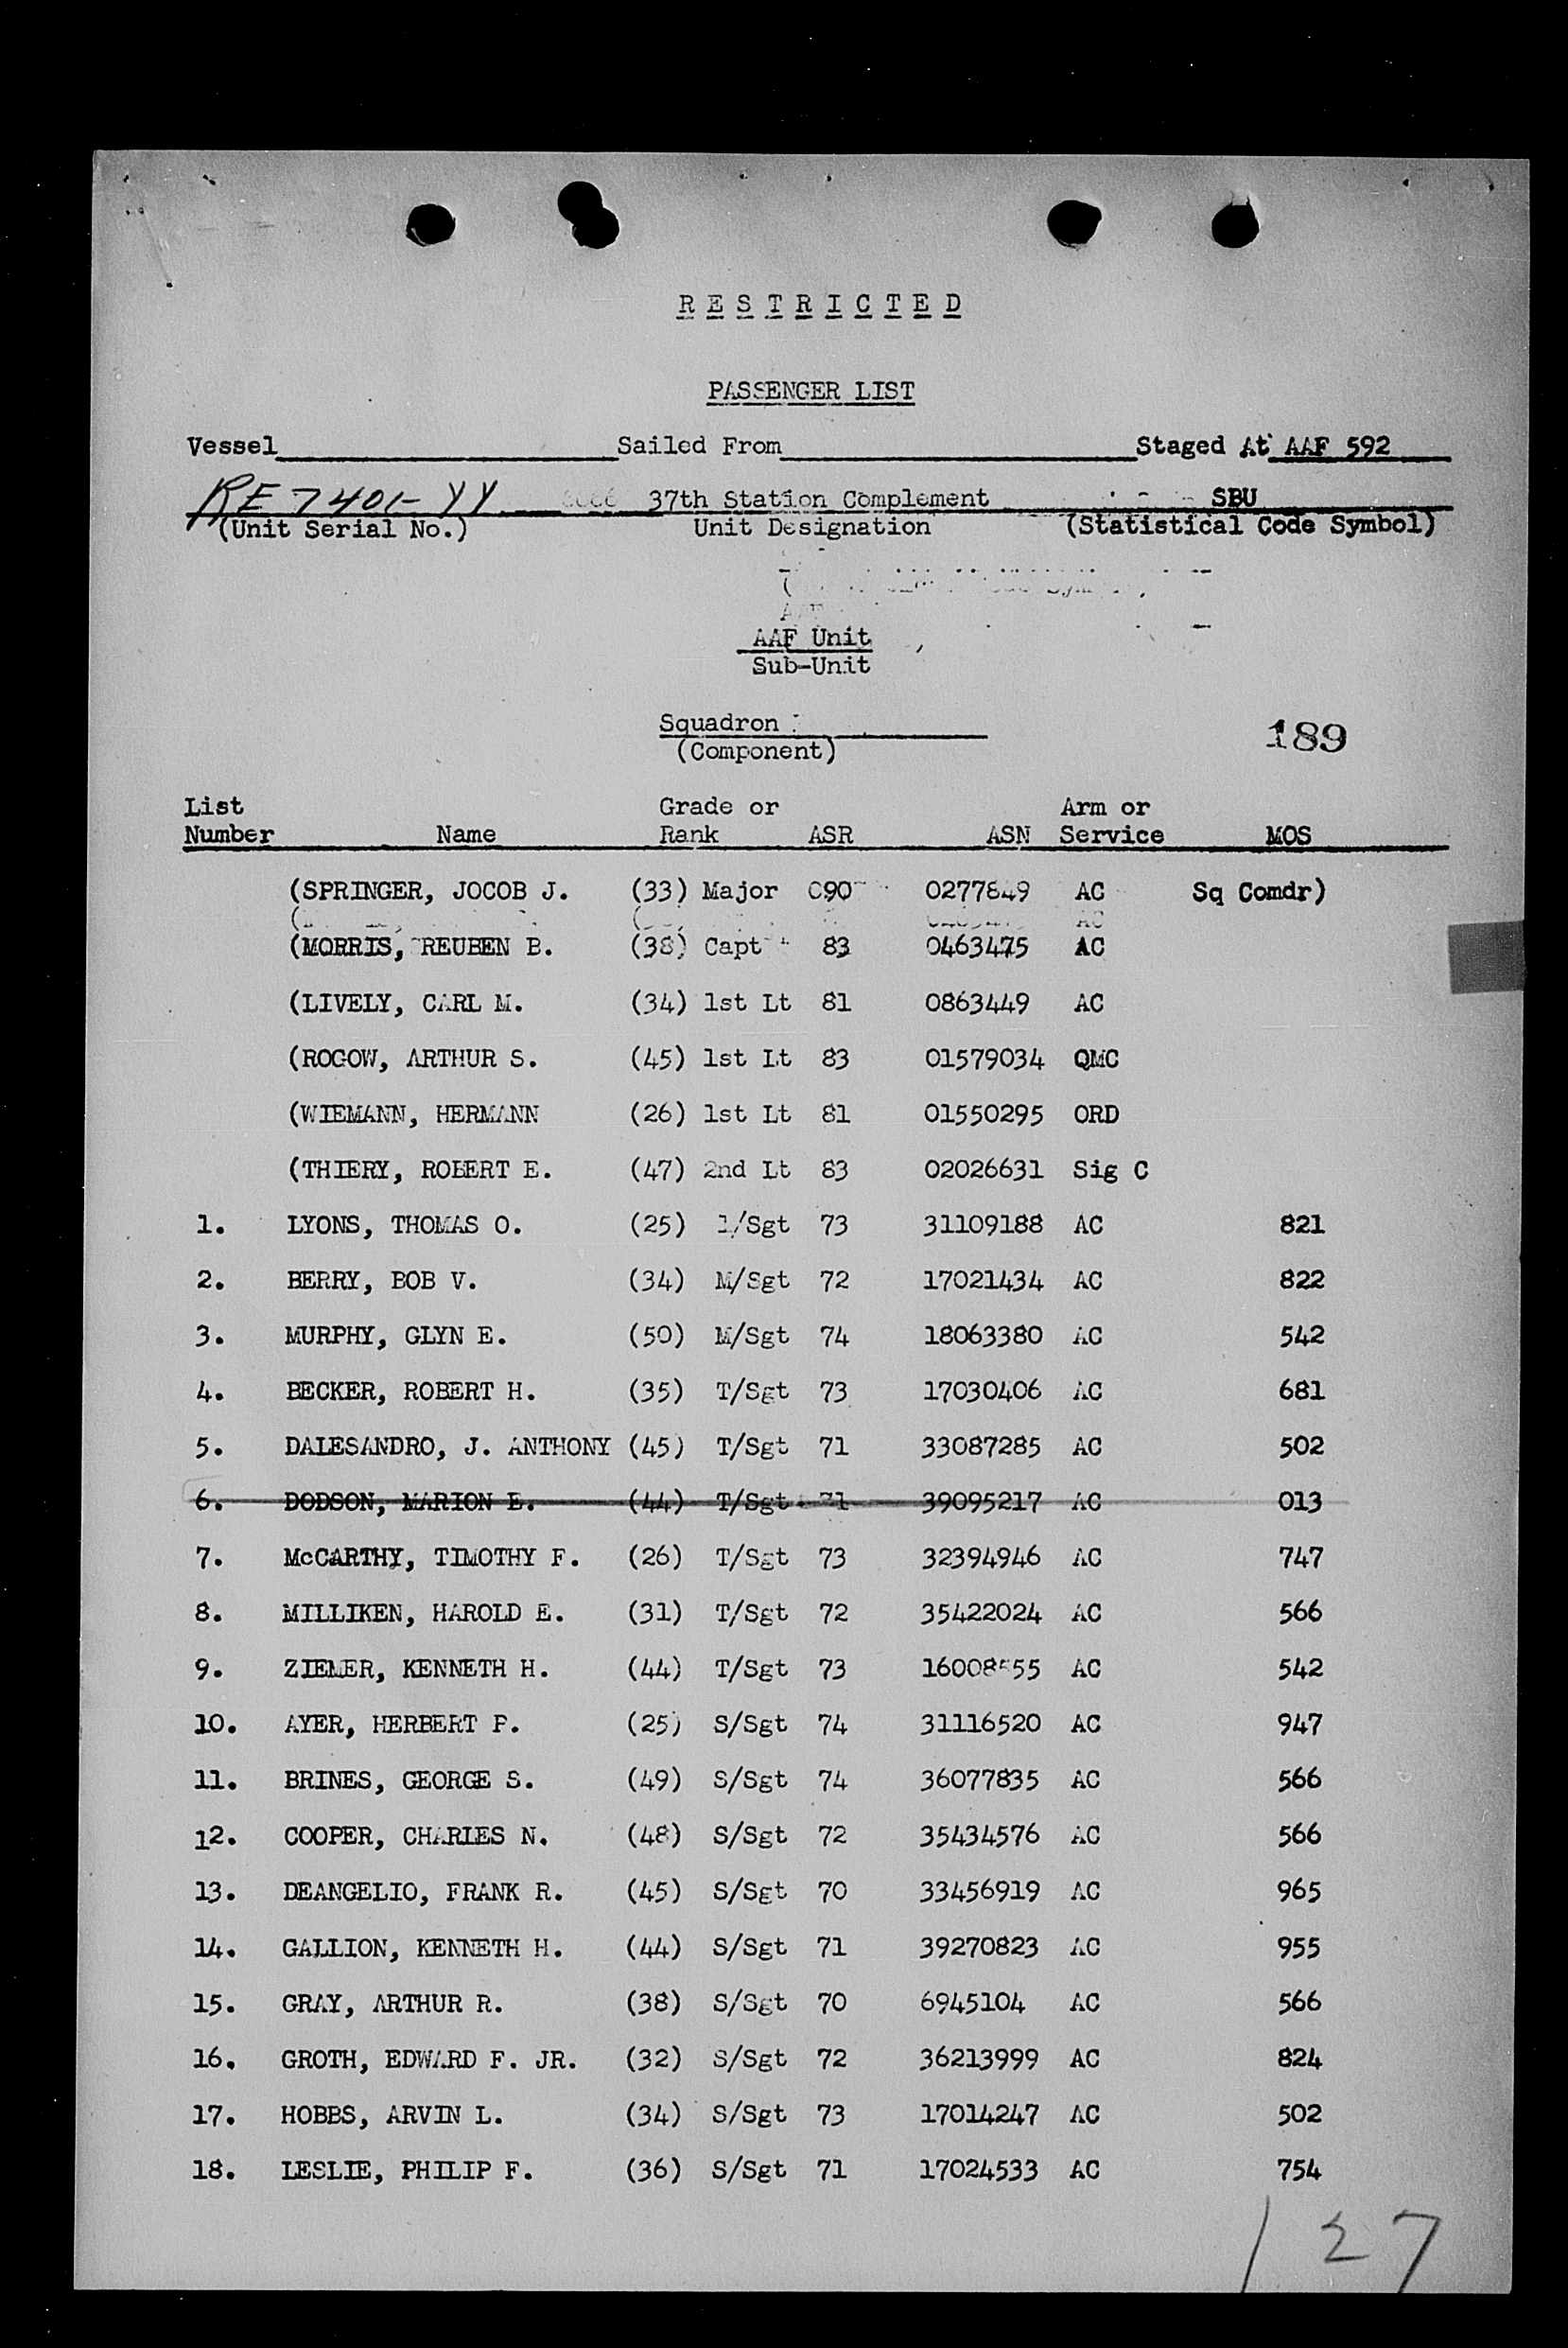 RESTRICTED
PASSENGER LIST
Vessel Sailed From Staged At AAF 592
RE 7401-YY 37th Station Complement SBU
(Unit Serial No.) Unit Designation (Statistical Code Symbol)
AAF Unit
Sub-Unit
Squadron
(Component)
189
List Grade or Arm or
Number Name Rank ASR ASN Service MOS
(SPRINGER, JOCOB J. (33) Major 090 0277849 AC Sq Comdr)
(MORRIS, REUBEN B. (38) Capt 83 0463475 AC
(LIVELY, CARL M. (34) 1st Lt 81 0863449 AC
(ROGOW, ARTHUR S. (45) 1st Lt 83 01579034 QMC
(WIEMANN, HERMANN (26) 1st Lt 81 01550295 ORD
(THIERY, ROBERT E. (47) 2nd Lt 83 02026631 Sig C
1. LYONS, THOMAS O. (25) 1/Sgt 73 31109188 AC 821
2. BERRY, BOB V. (34) M/Sgt 72 17021434 AC 822
3. MURPHY, GLYN E. (50) M/Sgt 74 18063380 AC 542
4. BECKER, ROBERT H. (35) T/Sgt 73 17030406 AC 681
5. DALESANDRO, J. ANTHONY (45) T/Sgt 71 33087285 AC 502
6. DODSON, MARION E. (44) T/Sgt 71 39095217 AC 013
7. McCARTHY, TIMOTHY F. (26) T/Sgt 73 32394946 AC 747
8. MILLIKEN, HAROLD E. (31) T/Sgt 72 35422024 AC 566
9. ZIEMER, KENNETH H. (44) T/Sgt 73 16008555 AC 542
10. AYER, HERBERT F. (25) S/Sgt 74 31116520 AC 947
11. BRINES, GEORGE S. (49) S/Sgt 74 36077835 AC 566
12. COOPER, CHARLES N. (48) S/Sgt 72 35434576 AC 566
13. DEANGELIO, FRANK R. (45) S/Sgt 70 33456919 AC 965
14. GALLION, KENNETH H. (44) S/Sgt 71 39270823 AC 955
15. GRAY, ARTHUR R. (38) S/Sgt 70 6945104 AC 566
16. GROTH, EDWARD F. JR. (32) S/Sgt 72 36213999 AC 824
17. HOBBS, ARVIN L. (34) S/Sgt 73 17014247 AC 502
18. LESLIE, PHILIP F. (36) S/Sgt 71 17024533 AC 754
127